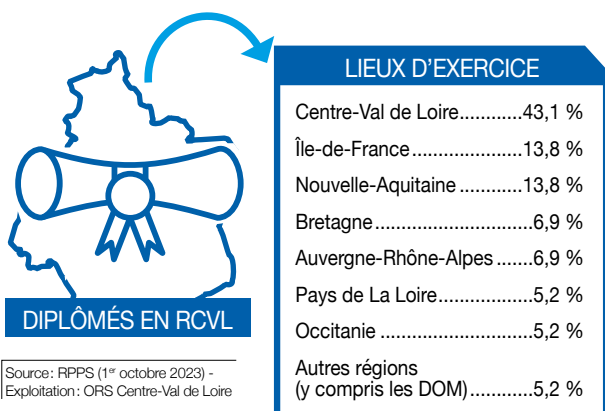 LIEUX D'EXERCICE
Centre-Val de Loire............43,1 %
Île-de-France....................13,8 %
Nouvelle-Aquitaine............13,8 %
Bretagne............................6,9 %
Auvergne-Rhône-Alpes.......6,9 %
Pays de La Loire.................5,2 %
Occitanie...........................5,2 %
Autres régions
(y compris les DOM)............5,2 %
DIPLÔMÉS EN RCVL
Source : RPPS (1er octobre 2023) -
Exploitation : ORS Centre-Val de Loire